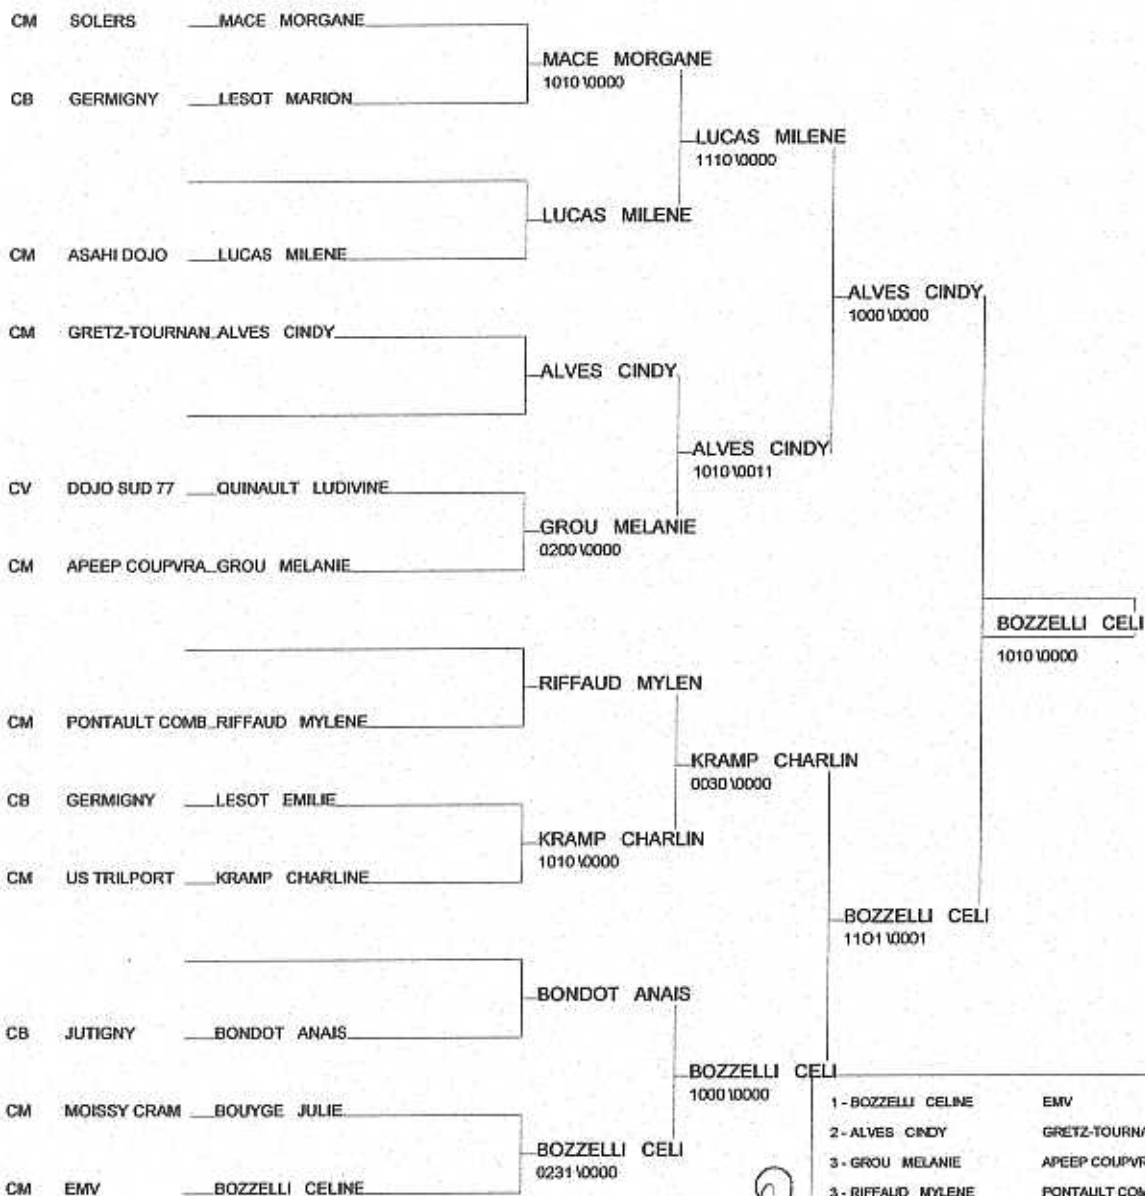 CM SOLERS MACE MORGANE
MACE MORGANE
1010\0000
CB GERMIGNY LESOT MARION
LUCAS MILENE
1110\0000
LUCAS MILENE
CM ASAHI DOJO LUCAS MILENE
ALVES CINDY
1000\0000
CM GRETZ-TOURNAN ALVES CINDY
ALVES CINDY
ALVES CINDY
1010\0011
CV DOJO SUD 77 QUINAULT LUDIVINE
GROU MELANIE
0200\0000
CM APEEP COUPVRA GROU MELANIE
BOZZELLI CELI
1010\0000
RIFFAUD MYLEN
CM PONTAULT COMB RIFFAUD MYLENE
KRAMP CHARLIN
0030\0000
CB GERMIGNY LESOT EMILIE
KRAMP CHARLIN
1010\0000
CM US TRILPORT KRAMP CHARLINE
BOZZELLI CELI
1101\0001
BONDOT ANAIS
CB JUTIGNY BONDOT ANAIS
BOZZELLI CELI
1000\0000
CM MOISSY CRAM BOUYGE JULIE
BOZZELLI CELI
0231\0000
CM EMV BOZZELLI CELINE
1 - BOZZELLI CELINE EMV
2 - ALVES CINDY GRETZ-TOURNA
3 - GROU MELANIE APEEP COUPVR
3 - RIFFAUD MYLENE PONTAULT COM